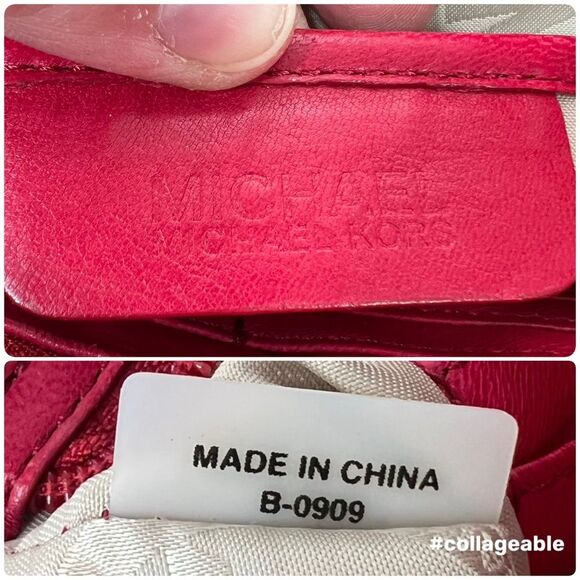 MICHAEL
MICHAEL KORS
MADE IN CHINA
B-0909
#collageable